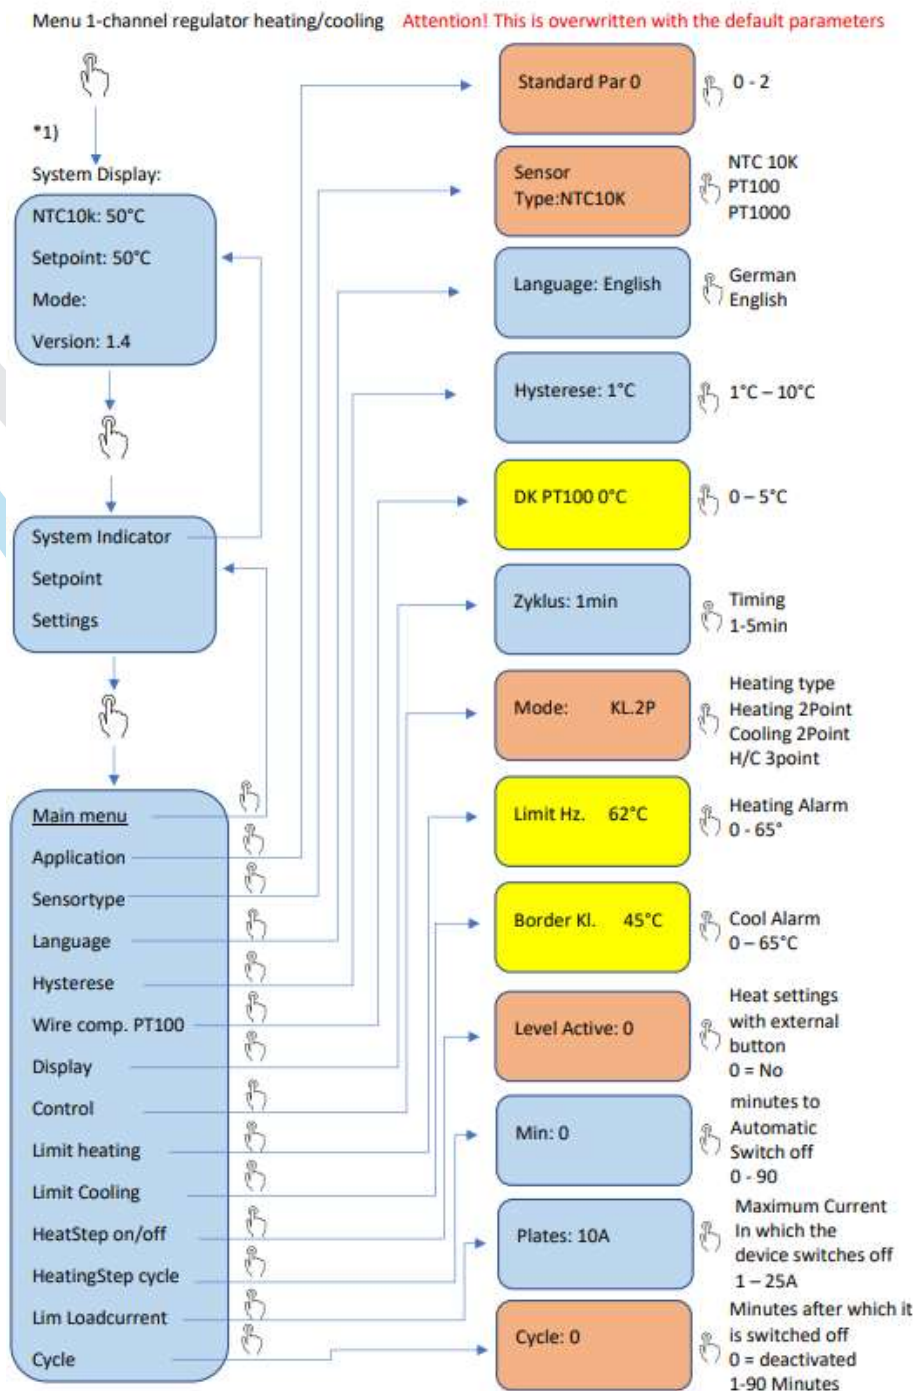 Menu 1-channel regulator heating/cooling Attention! This is overwritten with the default parameters
*1)
System Display:
NTC10k: 50°C
Setpoint: 50°C
Mode:
Version: 1.4
System Indicator
Setpoint
Settings
Main menu
Application
Sensortype
Language
Hysterese
Wire comp. PT100
Display
Control
Limit heating
Limit Cooling
HeatStep on/off
HeatingStep cycle
Lim Loadcurrent
Cycle
Standard Par 0
0 - 2
Sensor
Type:NTC10K
NTC 10K
PT100
PT1000
Language: English
German
English
Hysterese: 1°C
1°C – 10°C
DK PT100 0°C
0 – 5°C
Zyklus: 1min
Timing
1-5min
Mode: KL.2P
Heating type
Heating 2Point
Cooling 2Point
H/C 3point
Limit Hz. 62°C
Heating Alarm
0 - 65°
Border Kl. 45°C
Cool Alarm
0 – 65°C
Level Active: 0
Heat settings
with external
button
0 = No
Min: 0
minutes to
Automatic
Switch off
0 - 90
Plates: 10A
Maximum Current
In which the
device switches off
1 – 25A
Cycle: 0
Minutes after which it
is switched off
0 = deactivated
1-90 Minutes